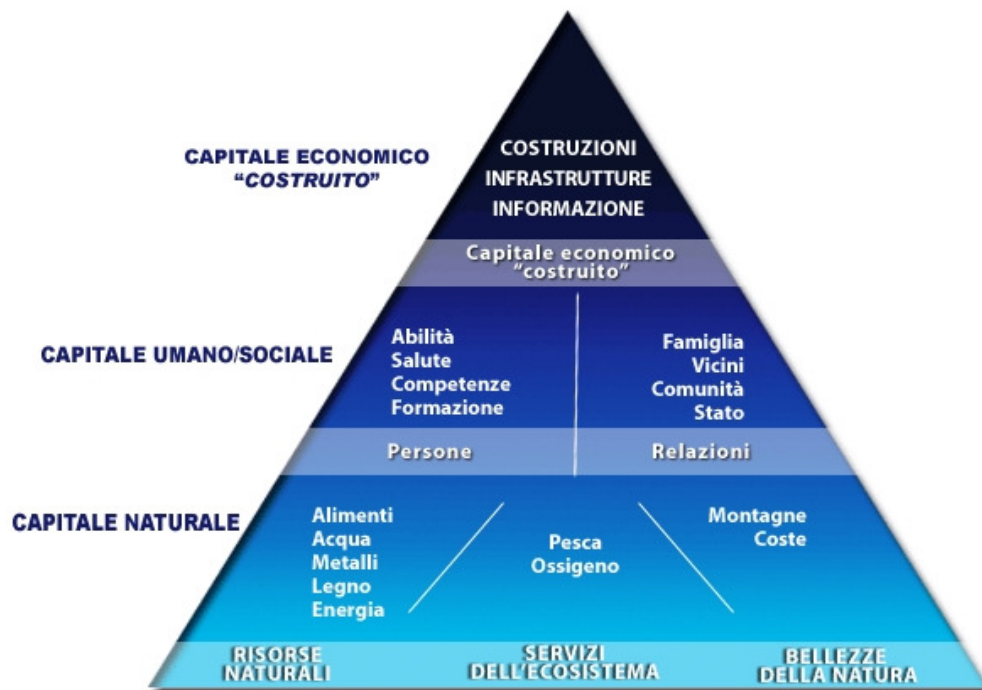 CAPITALE ECONOMICO
“COSTRUITO”
COSTRUZIONI
INFRASTRUTTURE
INFORMAZIONE
Capitale economico
“costruito”
CAPITALE UMANO/SOCIALE
Abilità
Salute
Competenze
Formazione
Famiglia
Vicini
Comunità
Stato
Persone
Relazioni
CAPITALE NATURALE
Alimenti
Acqua
Metalli
Legno
Energia
Pesca
Ossigeno
Montagne
Coste
RISORSE
NATURALI
SERVIZI
DELL’ECOSISTEMA
BELLEZZE
DELLA NATURA